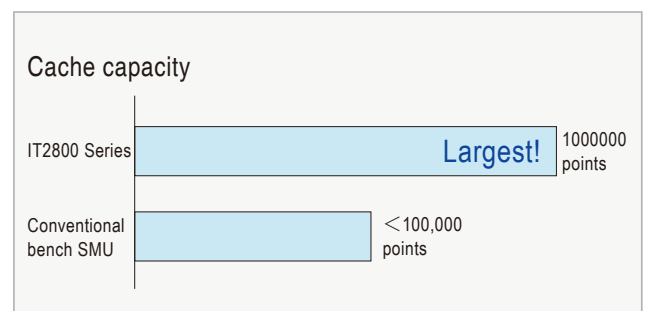 Cache capacity
IT2800 Series
Largest!
1000000
points
Conventional
bench SMU
＜100,000
points